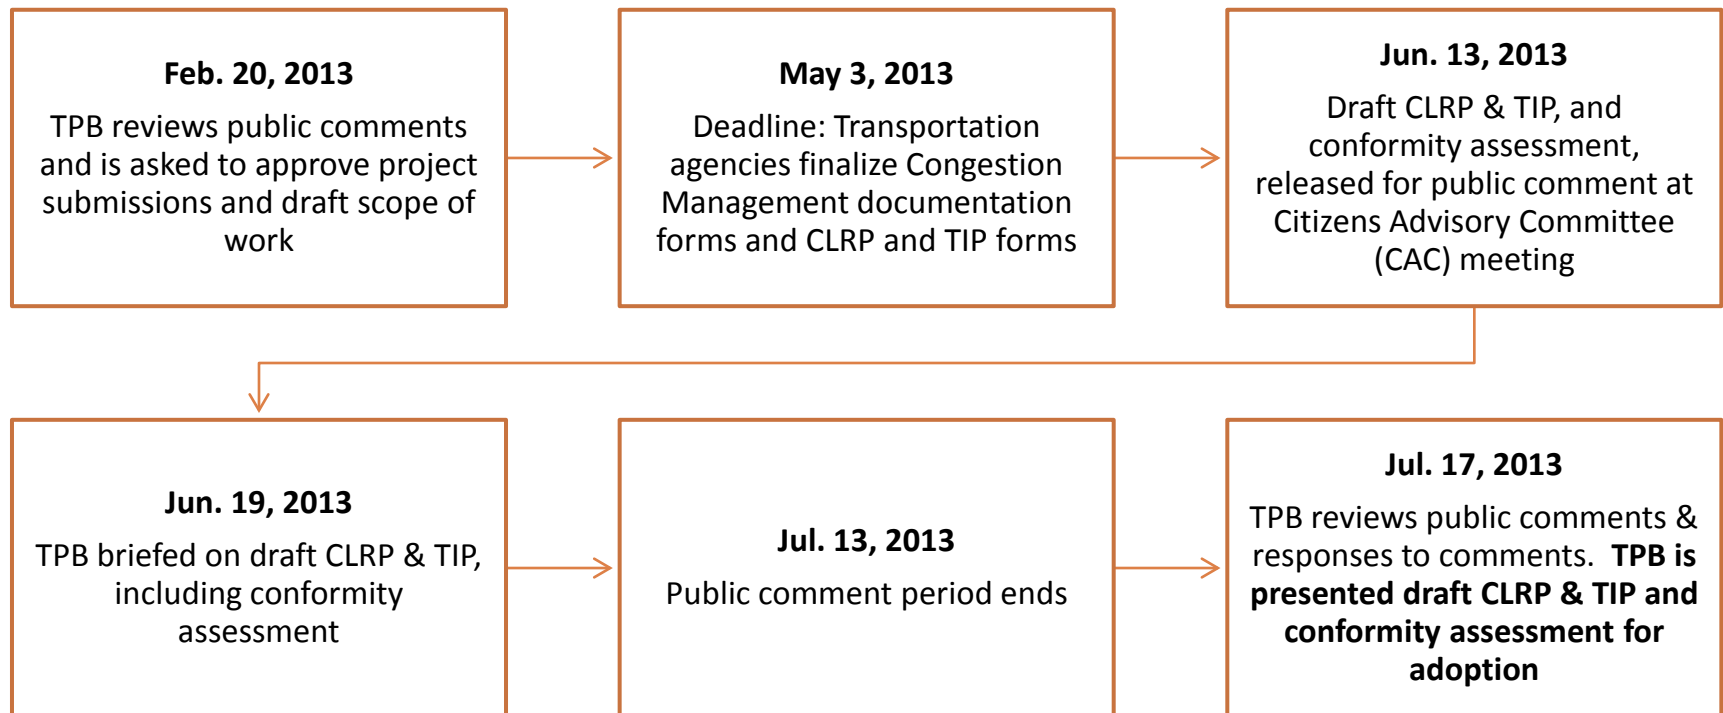 Feb. 20, 2013
TPB reviews public comments
and is asked to approve project
submissions and draft scope of
work
May 3, 2013
Deadline: Transportation
agencies finalize Congestion
Management documentation
forms and CLRP and TIP forms
Jun. 13, 2013
Draft CLRP & TIP, and
conformity assessment,
released for public comment at
Citizens Advisory Committee
(CAC) meeting
Jun. 19, 2013
TPB briefed on draft CLRP & TIP,
including conformity
assessment
Jul. 13, 2013
Public comment period ends
Jul. 17, 2013
TPB reviews public comments &
responses to comments. TPB is
presented draft CLRP & TIP and
conformity assessment for
adoption